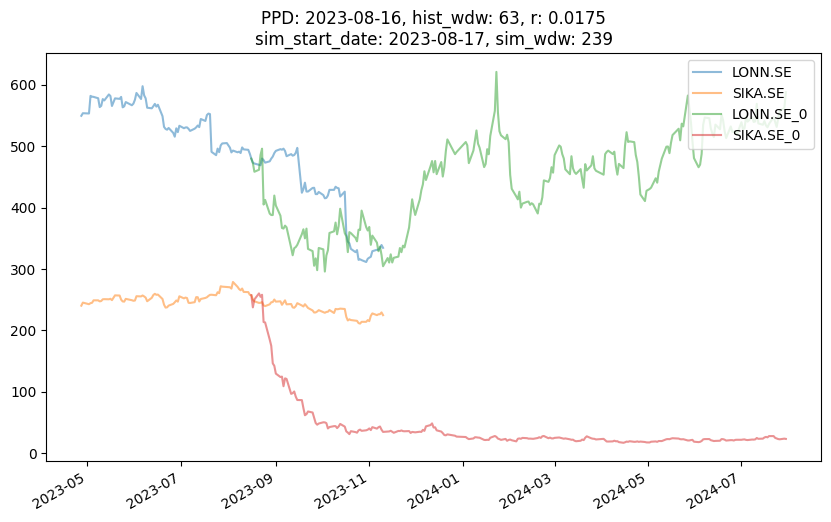 PPD: 2023-08-16, hist_wdw: 63, r: 0.0175
sim_start_date: 2023-08-17, sim_wdw: 239
LONN.SE
SIKA.SE
LONN.SE_0
SIKA.SE_0
600
500
400
300
200
100
0
2023-05
2023-07
2023-09
2023-11
2024-01
2024-03
2024-05
2024-07